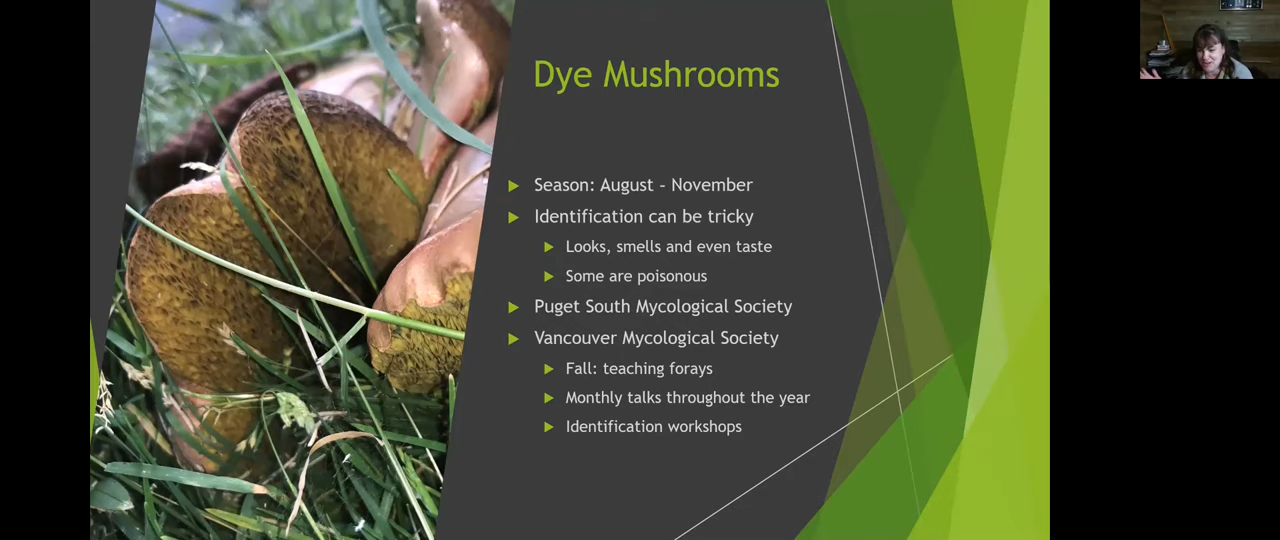 Dye Mushrooms
Season: August – November
Identification can be tricky
Looks, smells and even taste
Some are poisonous
Puget South Mycological Society
Vancouver Mycological Society
Fall: teaching forays
Monthly talks throughout the year
Identification workshops